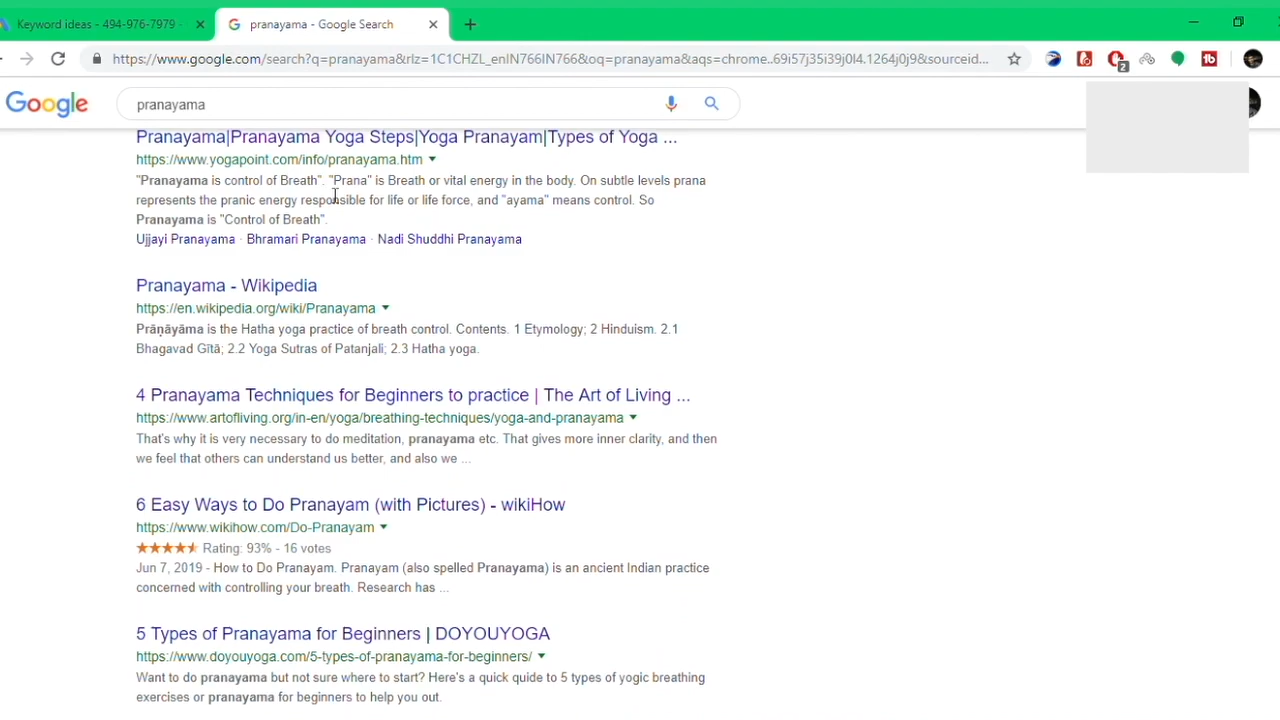 Keyword ideas - 494-976-7979 -
pranayama - Google Search
https://www.google.com/search?q=pranayama&rlz=1C1CHZL_enIN766IN766&oq=pranayama&aqs=chrome..69i57j35i39j0l4.1264j0j9&sourceid...
2
Google
pranayama
Pranayama|Pranayama Yoga Steps|Yoga Pranayam|Types of Yoga ...
https://www.yogapoint.com/info/pranayama.htm
"Pranayama is control of Breath". "Prana" is Breath or vital energy in the body. On subtle levels prana
represents the pranic energy responsible for life or life force, and "ayama" means control. So
Pranayama is "Control of Breath".
Ujjayi Pranayama · Bhramari Pranayama · Nadi Shuddhi Pranayama
Pranayama - Wikipedia
https://en.wikipedia.org/wiki/Pranayama
Prāṇāyāma is the Hatha yoga practice of breath control. Contents. 1 Etymology; 2 Hinduism. 2.1
Bhagavad Gītā; 2.2 Yoga Sutras of Patanjali; 2.3 Hatha yoga.
4 Pranayama Techniques for Beginners to practice | The Art of Living ...
https://www.artofliving.org/in-en/yoga/breathing-techniques/yoga-and-pranayama
That's why it is very necessary to do meditation, pranayama etc. That gives more inner clarity, and then
we feel that others can understand us better, and also we ...
6 Easy Ways to Do Pranayam (with Pictures) - wikiHow
https://www.wikihow.com/Do-Pranayam
Rating: 93% - 16 votes
Jun 7, 2019 - How to Do Pranayam. Pranayam (also spelled Pranayama) is an ancient Indian practice
concerned with controlling your breath. Research has ...
5 Types of Pranayama for Beginners | DOYOUYOGA
https://www.doyouyoga.com/5-types-of-pranayama-for-beginners/
Want to do pranayama but not sure where to start? Here's a quick guide to 5 types of yogic breathing
exercises or pranayama for beginners to help you out.